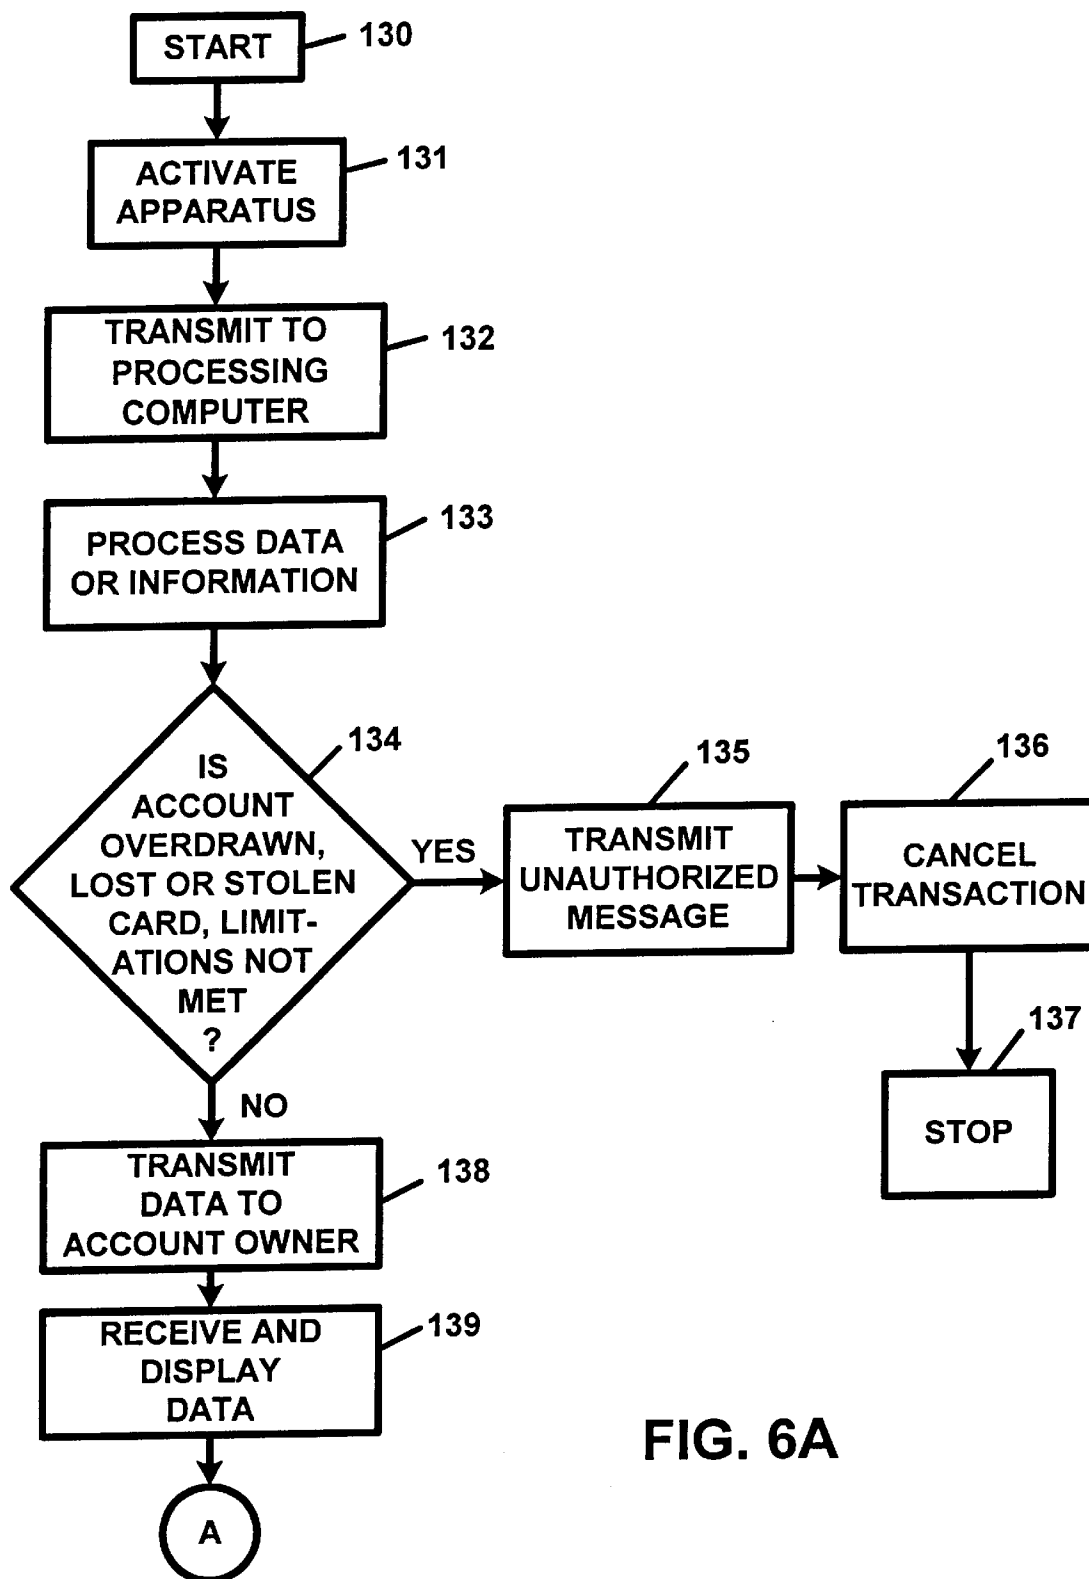 START
130
ACTIVATE
APPARATUS
131
TRANSMIT TO
PROCESSING
COMPUTER
132
PROCESS DATA
OR INFORMATION
133
IS
ACCOUNT
OVERDRAWN,
LOST OR STOLEN
CARD, LIMIT-
ATIONS NOT
MET
?
134
YES
TRANSMIT
UNAUTHORIZED
MESSAGE
135
CANCEL
TRANSACTION
136
STOP
137
NO
TRANSMIT
DATA TO
ACCOUNT OWNER
138
RECEIVE AND
DISPLAY
DATA
139
A
FIG. 6A